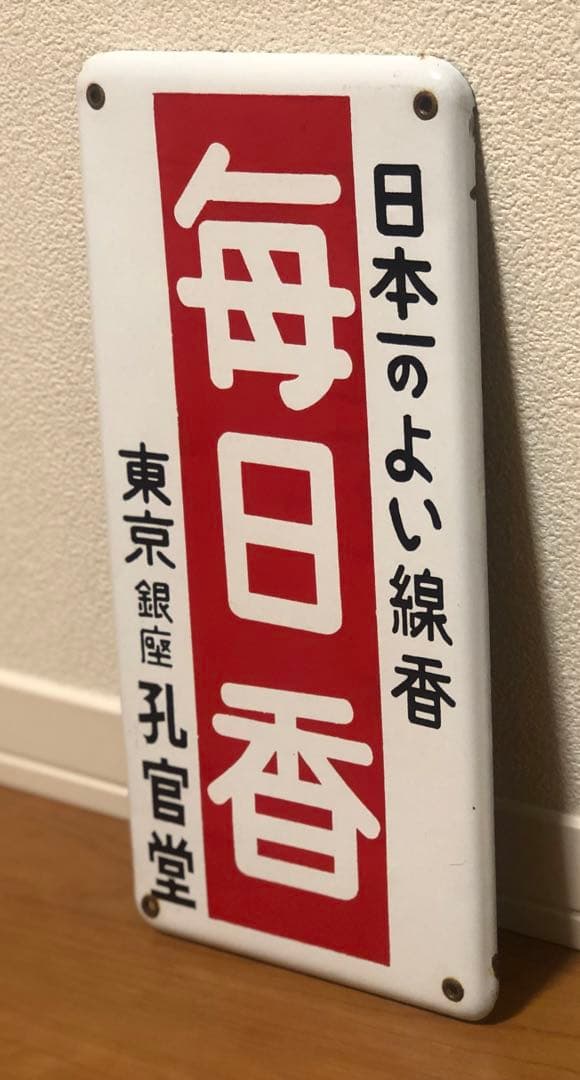 日本一のよい線香
毎日香
東京銀座孔官堂